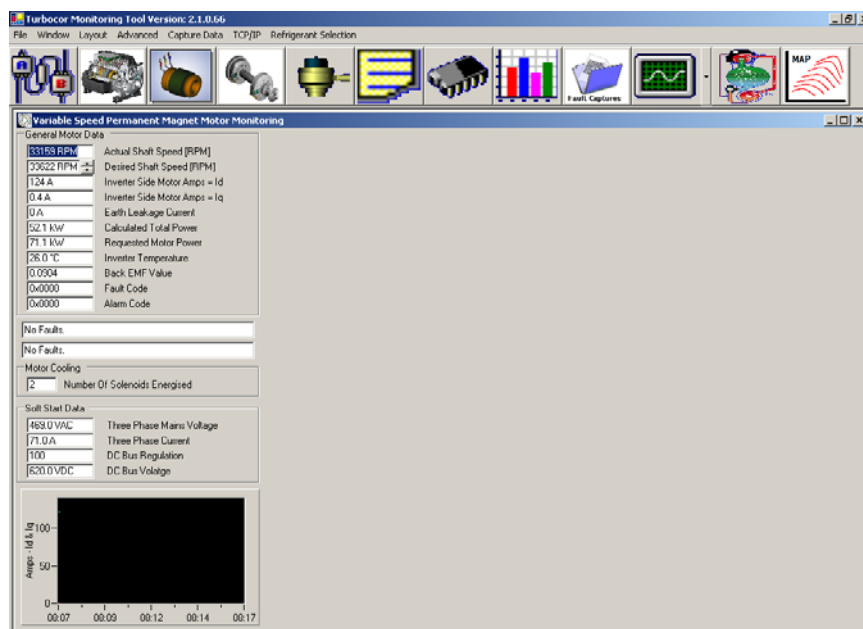 Turbocor Monitoring Tool Version: 2.1.0.66
File Window Layout Advanced Capture Data TCP/IP Refrigerant Selection
A
B
Fault Captures
MAP
Variable Speed Permanent Magnet Motor Monitoring
General Motor Data
33159 RPM Actual Shaft Speed [RPM]
33622 RPM Desired Shaft Speed [RPM]
124 A Inverter Side Motor Amps = Id
0.4 A Inverter Side Motor Amps = Iq
0 A Earth Leakage Current
52.1 kW Calculated Total Power
71.1 kW Requested Motor Power
26.0 °C Inverter Temperature
0.0904 Back EMF Value
0x0000 Fault Code
0x0000 Alarm Code
No Faults.
No Faults.
Motor Cooling
2 Number Of Solenoids Energised
Soft Start Data
469.0 VAC Three Phase Mains Voltage
71.0 A Three Phase Current
100 DC Bus Regulation
620.0 VDC DC Bus Volatge
Amps - Id & Iq
100
50
0
00:07 00:09 00:12 00:14 00:17